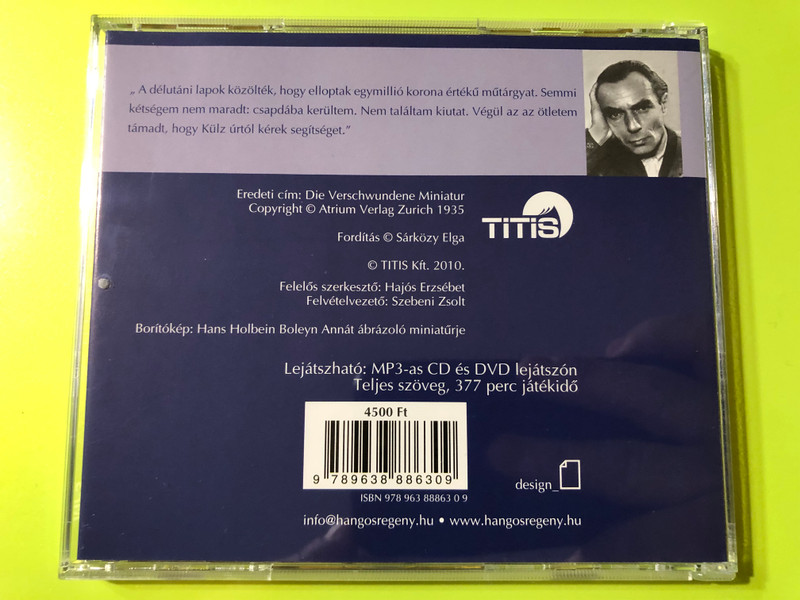 „ A délutáni lapok közölték, hogy elloptak egymillió korona értékű műtárgyat. Semmi
kétségem nem maradt: csapdába kerültem. Nem találtam kiutat. Végül az az ötletem
támadt, hogy Külz úrtól kérek segítséget.”
Eredeti cím: Die Verschwundene Miniatur
Copyright © Atrium Verlag Zurich 1935
TiTiS
Fordítás © Sárközy Elga
© TITIS Kft. 2010.
Felelős szerkesztő: Hajós Erzsébet
Felvételvezető: Szebeni Zsolt
Borítókép: Hans Holbein Boleyn Annát ábrázoló miniatűrje
Lejátszható: MP3-as CD és DVD lejátszón
Teljes szöveg, 377 perc játékidő
4500 Ft
9 789638 886309
ISBN 978 963 88863 0 9
design_
info@hangosregeny.hu • www.hangosregeny.hu